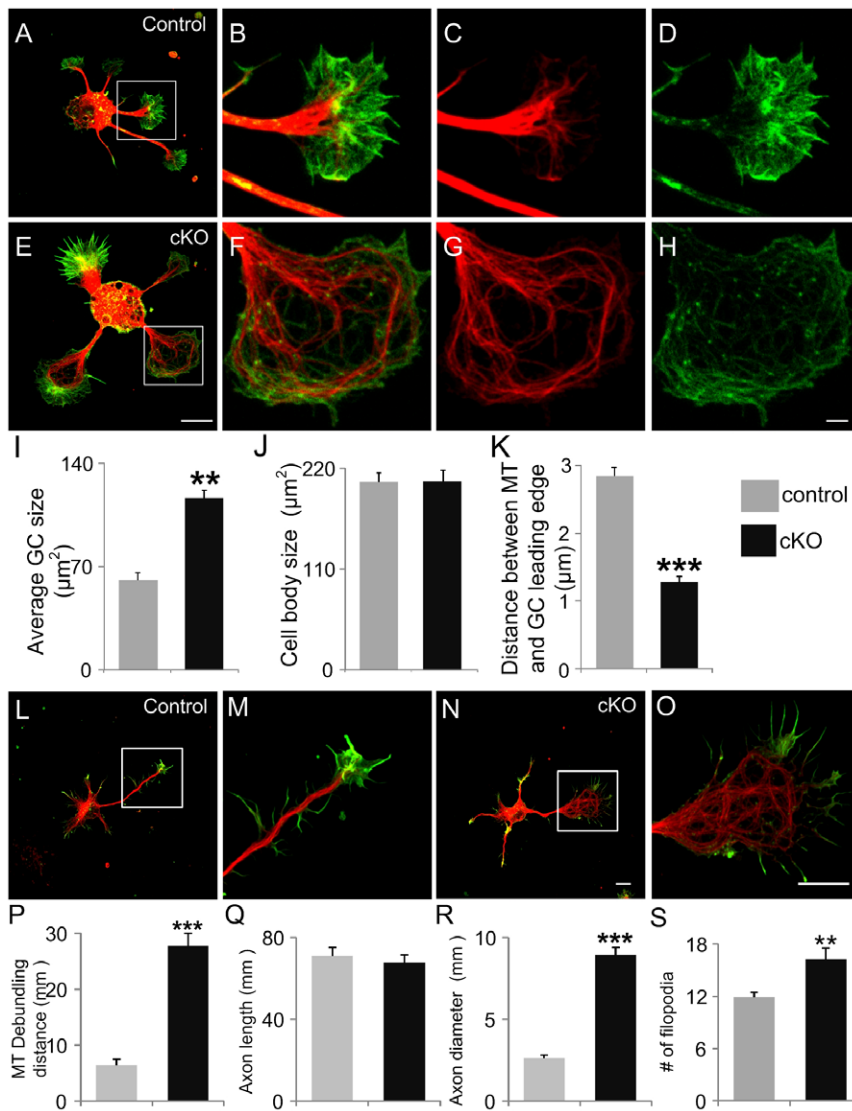 A Control B C D
E cKO F G H
I
Average GC size
(µm²)
140
70
0
**
J
Cell body size (µm²)
220
110
0
K
Distance between MT
and GC leading edge
(µm)
3
2
1
0
***
control
cKO
L Control M N cKO O
P
MT Debundling
distance (mm )
30
20
10
0
***
Q
Axon length (mm )
80
40
0
R
Axon diameter (mm )
10
5
0
***
S
# of filopodia
18
12
6
0
**